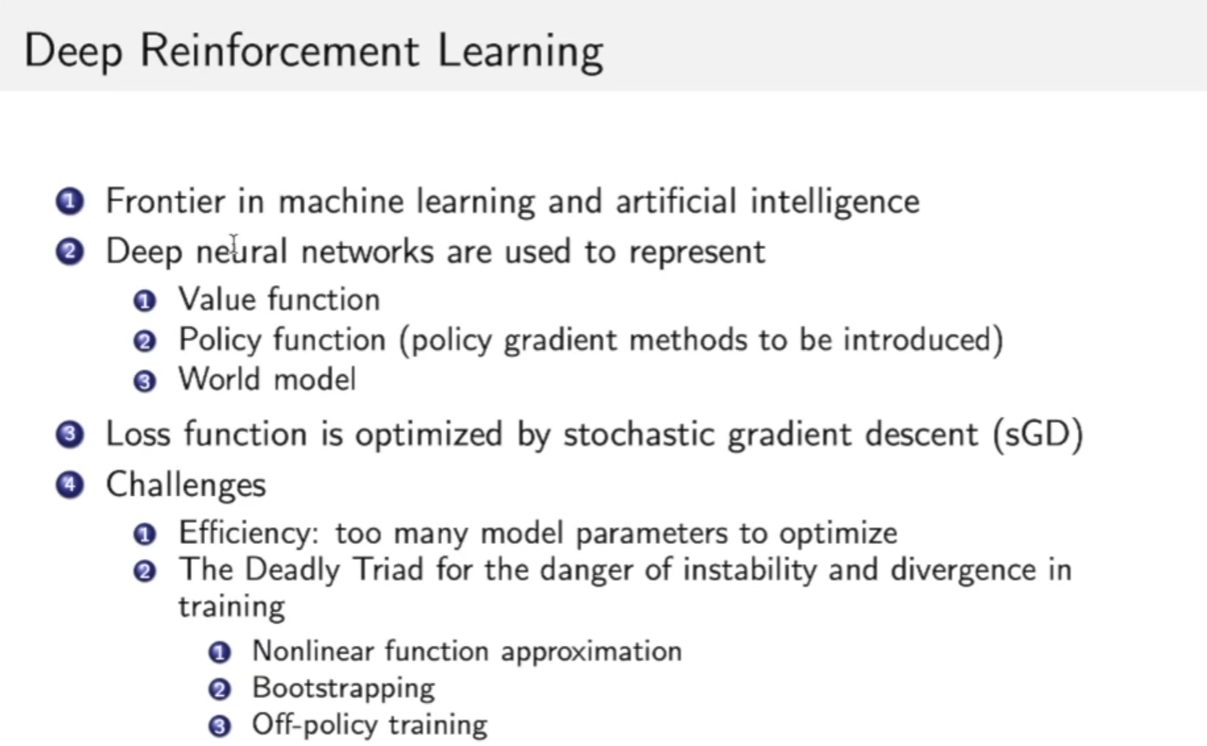 Deep Reinforcement Learning
1 Frontier in machine learning and artificial intelligence
2 Deep neural networks are used to represent
1 Value function
2 Policy function (policy gradient methods to be introduced)
3 World model
3 Loss function is optimized by stochastic gradient descent (sGD)
4 Challenges
1 Efficiency: too many model parameters to optimize
2 The Deadly Triad for the danger of instability and divergence in
training
1 Nonlinear function approximation
2 Bootstrapping
3 Off-policy training